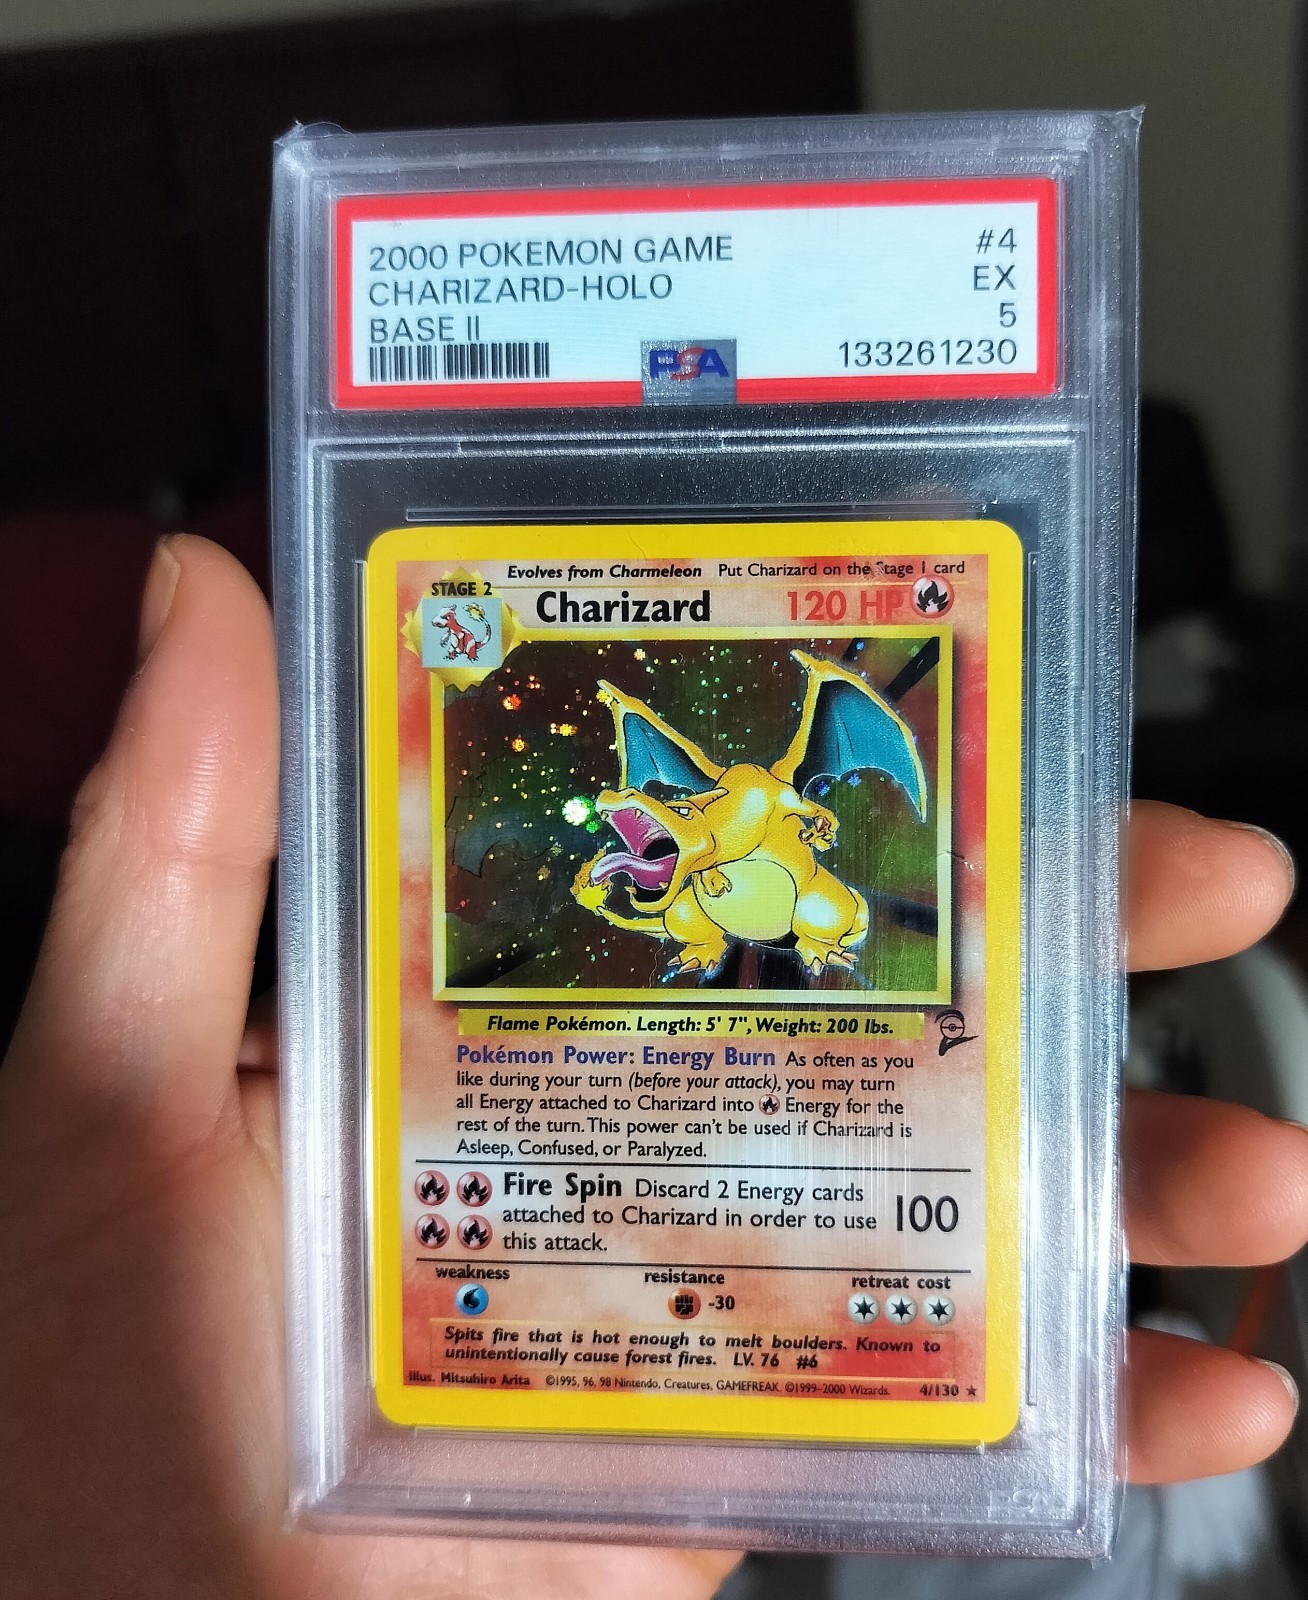 2000 POKEMON GAME #4
CHARIZARD-HOLO EX
BASE II 5
PSA 133261230
Evolves from Charmeleon Put Charizard on the Stage 1 card
STAGE 2
Charizard 120 HP
Flame Pokémon. Length: 5' 7", Weight: 200 lbs.
Pokémon Power: Energy Burn As often as you
like during your turn (before your attack), you may turn
all Energy attached to Charizard into Energy for the
rest of the turn. This power can't be used if Charizard is
Asleep, Confused, or Paralyzed.
Fire Spin Discard 2 Energy cards
attached to Charizard in order to use 100
this attack.
weakness resistance retreat cost
-30
Spits fire that is hot enough to melt boulders. Known to
unintentionally cause forest fires. LV. 76 #6
Illus. Mitsuhiro Arita ©1995, 96, 98 Nintendo, Creatures, GAMEFREAK. ©1999-2000 Wizards. 4/130 ★
PSA